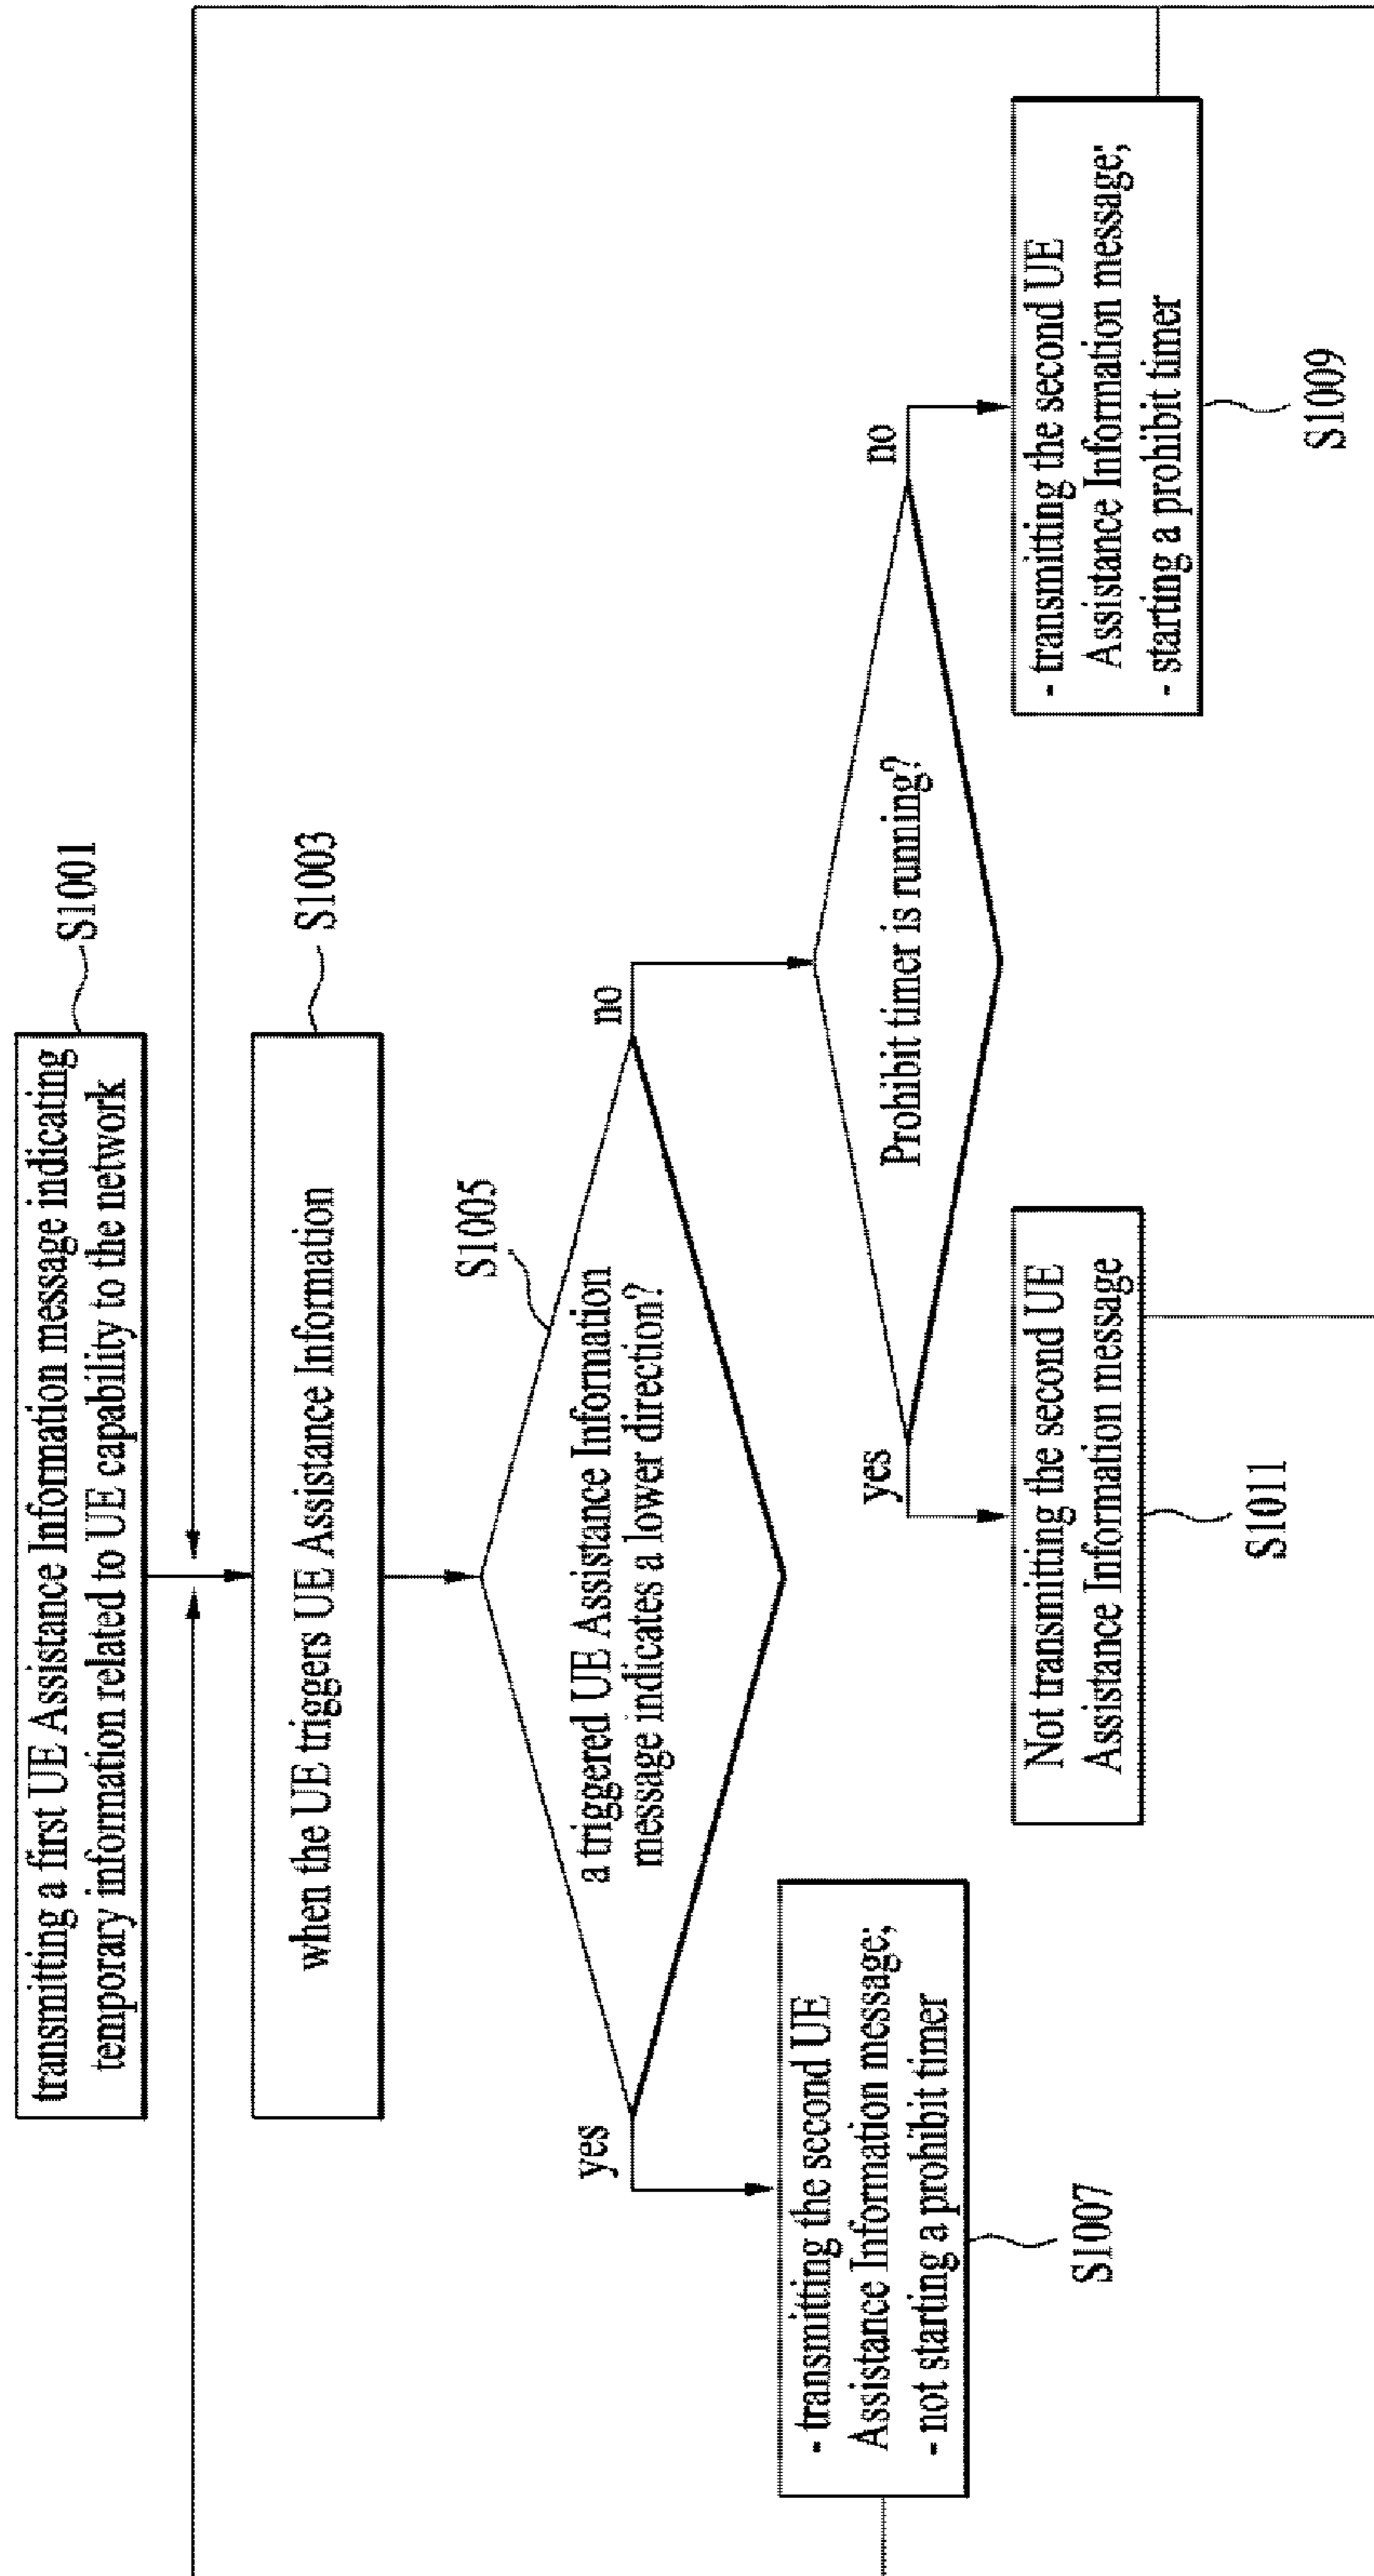 transmitting a first UE Assistance Information message indicating
temporary information related to UE capability to the network
S1001
when the UE triggers UE Assistance Information
S1003
S1005
a triggered UE Assistance Information
message indicates a lower direction?
yes
no
- transmitting the second UE
Assistance Information message;
- not starting a prohibit timer
S1007
Prohibit timer is running?
yes
no
Not transmitting the second UE
Assistance Information message
S1011
- transmitting the second UE
Assistance Information message;
- starting a prohibit timer
S1009